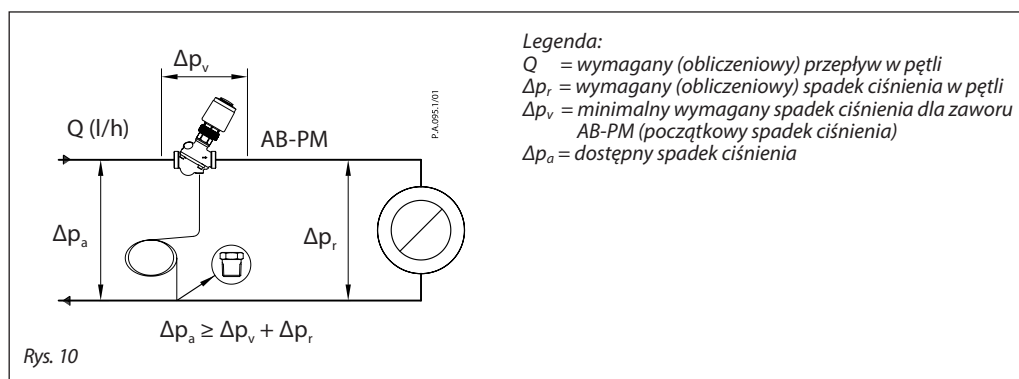 Δpv
Q (l/h)
AB-PM
P.A.095.1/01
Δpa
Δpr
Δpa ≥ Δpv + Δpr
Rys. 10
Legenda:
Q = wymagany (obliczeniowy) przepływ w pętli
Δpr = wymagany (obliczeniowy) spadek ciśnienia w pętli
Δpv = minimalny wymagany spadek ciśnienia dla zaworu
AB-PM (początkowy spadek ciśnienia)
Δpa = dostępny spadek ciśnienia